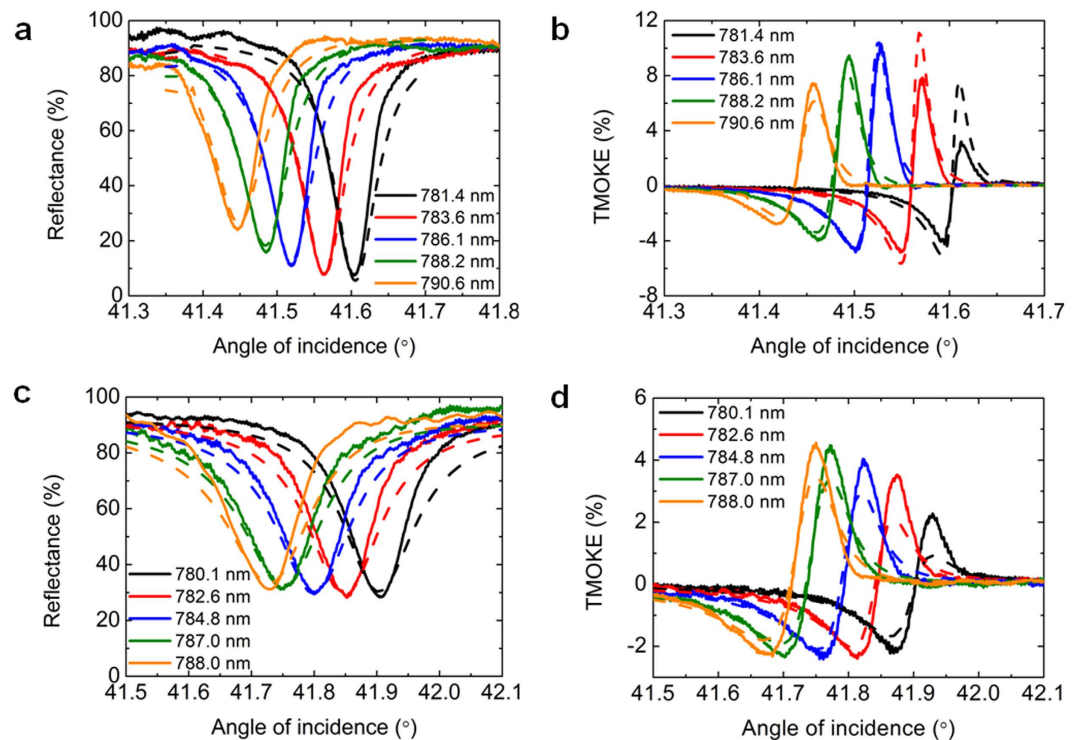 a
Reflectance (%)
100
80
60
40
20
0
781.4 nm
783.6 nm
786.1 nm
788.2 nm
790.6 nm
41.3 41.4 41.5 41.6 41.7 41.8
Angle of incidence (°)
b
TMOKE (%)
12
8
4
0
-4
-8
781.4 nm
783.6 nm
786.1 nm
788.2 nm
790.6 nm
41.3 41.4 41.5 41.6 41.7
Angle of incidence (°)
c
Reflectance (%)
100
80
60
40
20
0
780.1 nm
782.6 nm
784.8 nm
787.0 nm
788.0 nm
41.5 41.6 41.7 41.8 41.9 42.0 42.1
Angle of incidence (°)
d
TMOKE (%)
6
4
2
0
-2
780.1 nm
782.6 nm
784.8 nm
787.0 nm
788.0 nm
41.5 41.6 41.7 41.8 41.9 42.0 42.1
Angle of incidence (°)